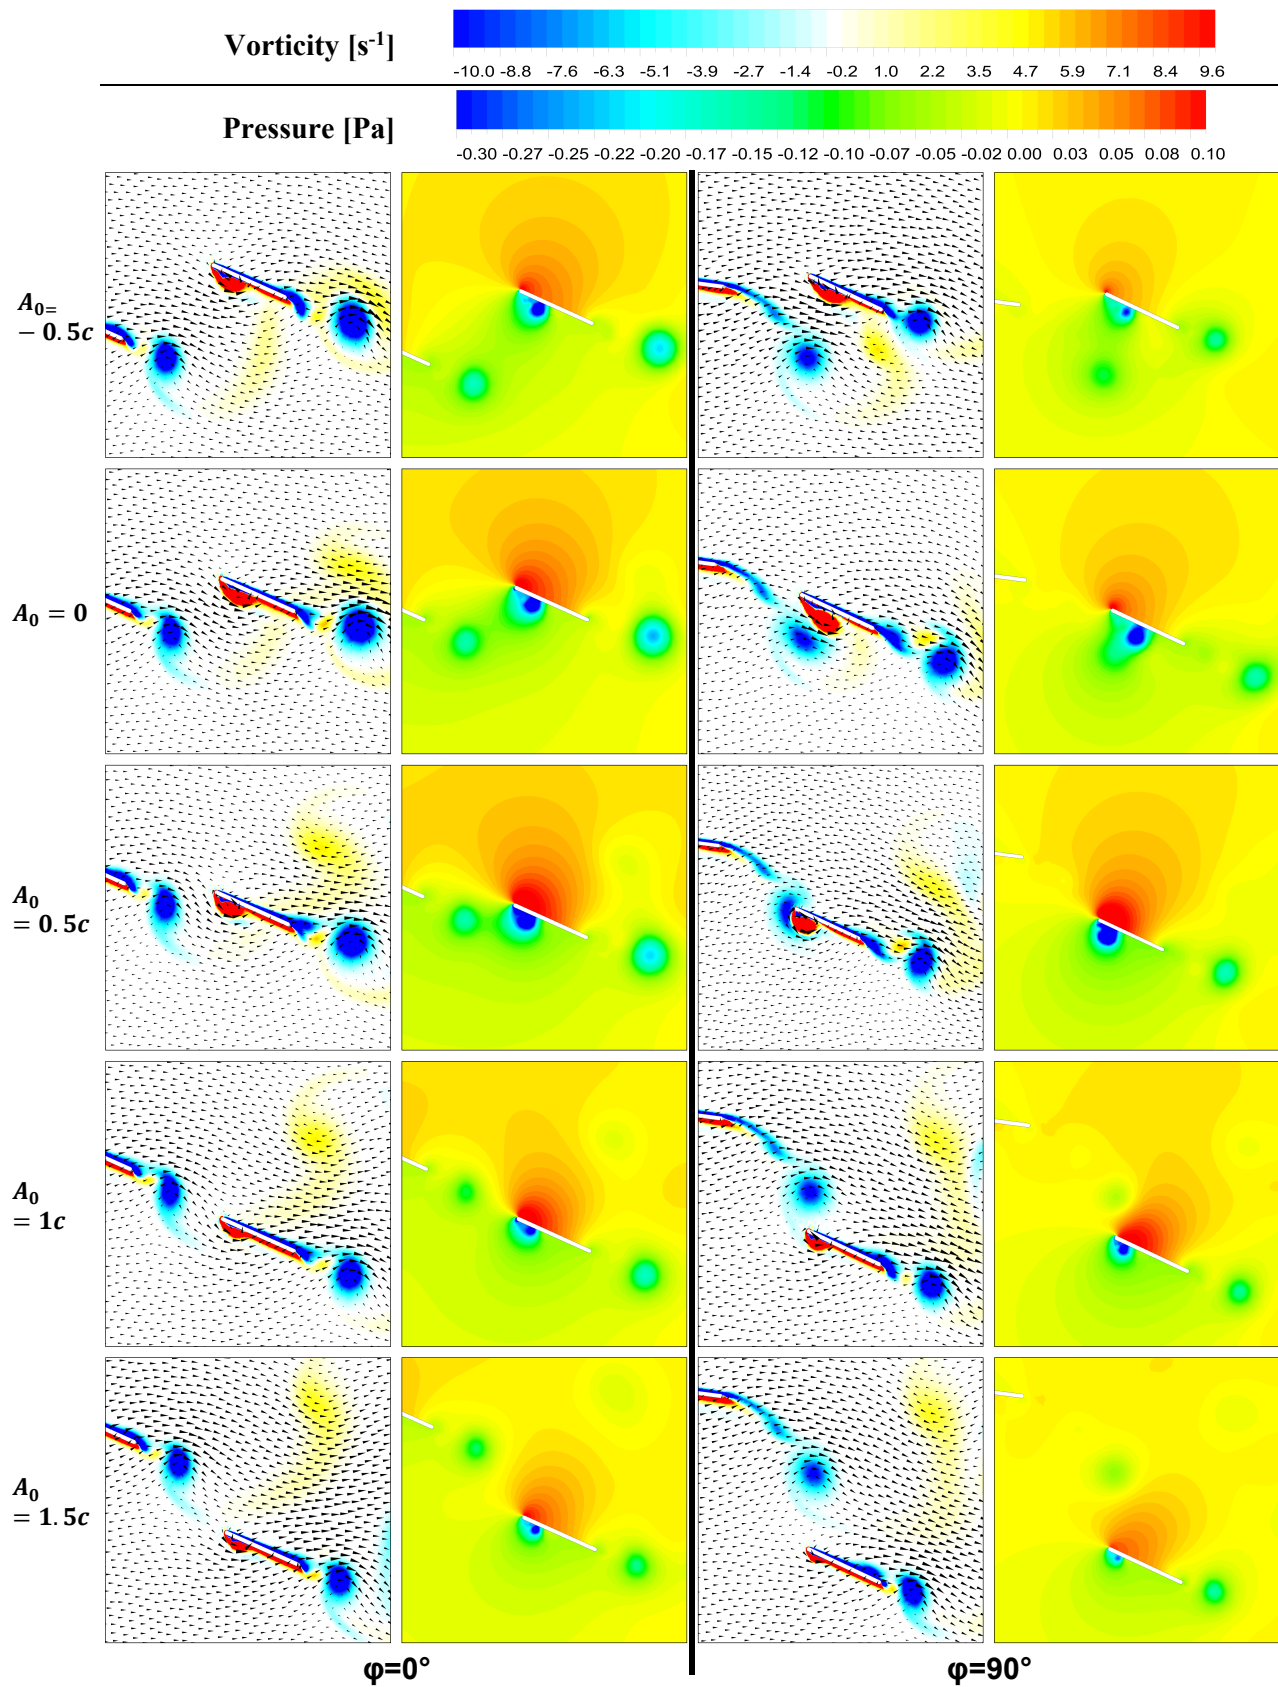 Vorticity [s⁻¹]
-10.0 -8.8 -7.6 -6.3 -5.1 -3.9 -2.7 -1.4 -0.2 1.0 2.2 3.5 4.7 5.9 7.1 8.4 9.6
Pressure [Pa]
-0.30 -0.27 -0.25 -0.22 -0.20 -0.17 -0.15 -0.12 -0.10 -0.07 -0.05 -0.02 0.00 0.03 0.05 0.08 0.10
A₀₌
− 0.5c
A₀ = 0
A₀
= 0.5c
A₀
= 1c
A₀
= 1.5c
φ=0° φ=90°